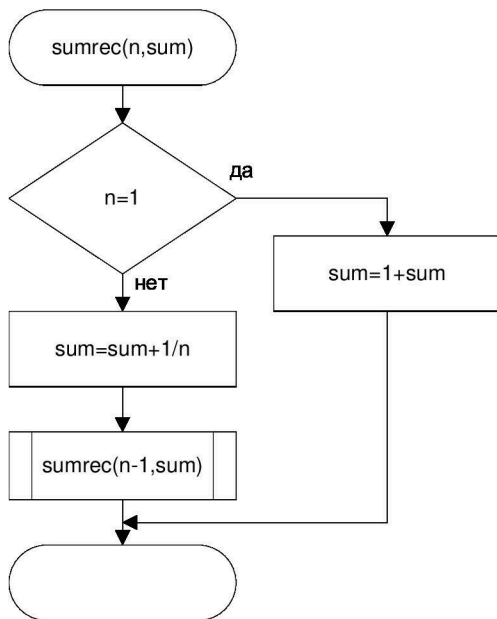 sumrec(n,sum)
n=1
да
нет
sum=1+sum
sum=sum+1/n
sumrec(n-1,sum)